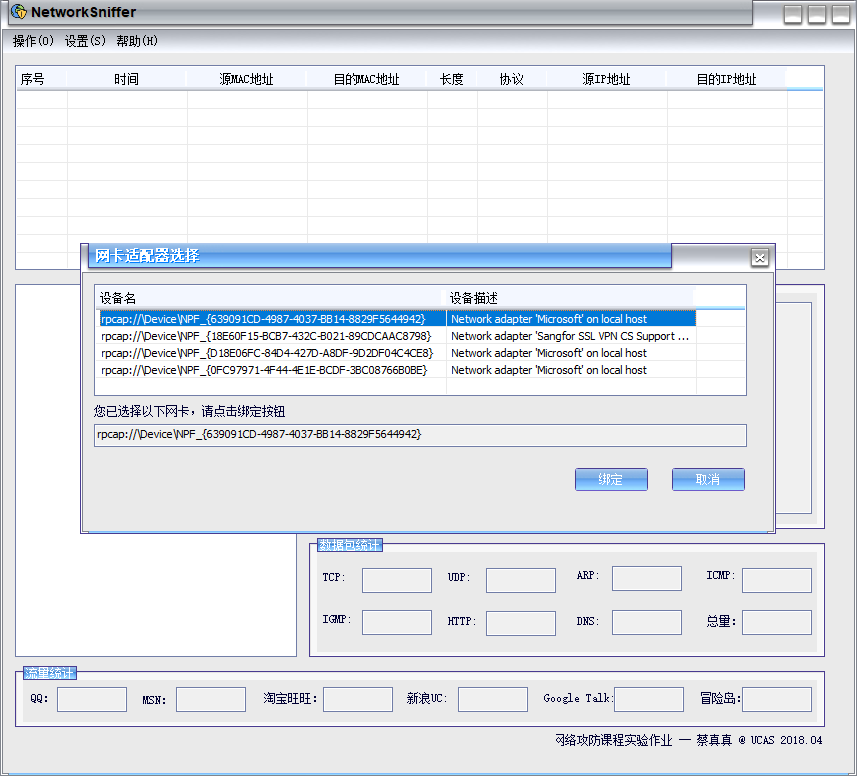 NetworkSniffer
操作(O) 设置(S) 帮助(H)
序号 时间 源MAC地址 目的MAC地址 长度 协议 源IP地址 目的IP地址
网卡适配器选择
设备名 设备描述
rpcap://\Device\NPF_{639091CD-4987-4037-BB14-8829F5644942} Network adapter 'Microsoft' on local host
rpcap://\Device\NPF_{18E60F15-BCB7-432C-B021-89CDCAAC8798} Network adapter 'Sangfor SSL VPN CS Support ...
rpcap://\Device\NPF_{D18E06FC-84D4-427D-A8DF-9D2DF04C4CE8} Network adapter 'Microsoft' on local host
rpcap://\Device\NPF_{0FC97971-4F44-4E1E-BCDF-3BC08766B0BE} Network adapter 'Microsoft' on local host
您已选择以下网卡，请点击绑定按钮
rpcap://\Device\NPF_{639091CD-4987-4037-BB14-8829F5644942}
绑定 取消
数据包统计
TCP: UDP: ARP: ICMP:
IGMP: HTTP: DNS: 总量:
流量统计
QQ: MSN: 淘宝旺旺: 新浪UC: Google Talk: 冒险岛:
网络攻防课程实验作业 — 蔡真真 @ UCAS 2018.04